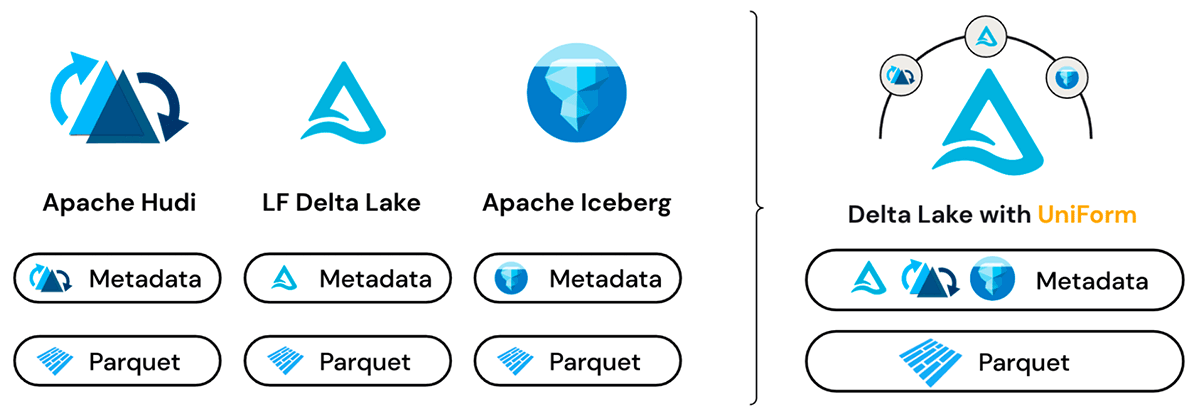 Apache Hudi
LF Delta Lake
Apache Iceberg
Metadata
Metadata
Metadata
Parquet
Parquet
Parquet
Delta Lake with UniForm
Metadata
Parquet